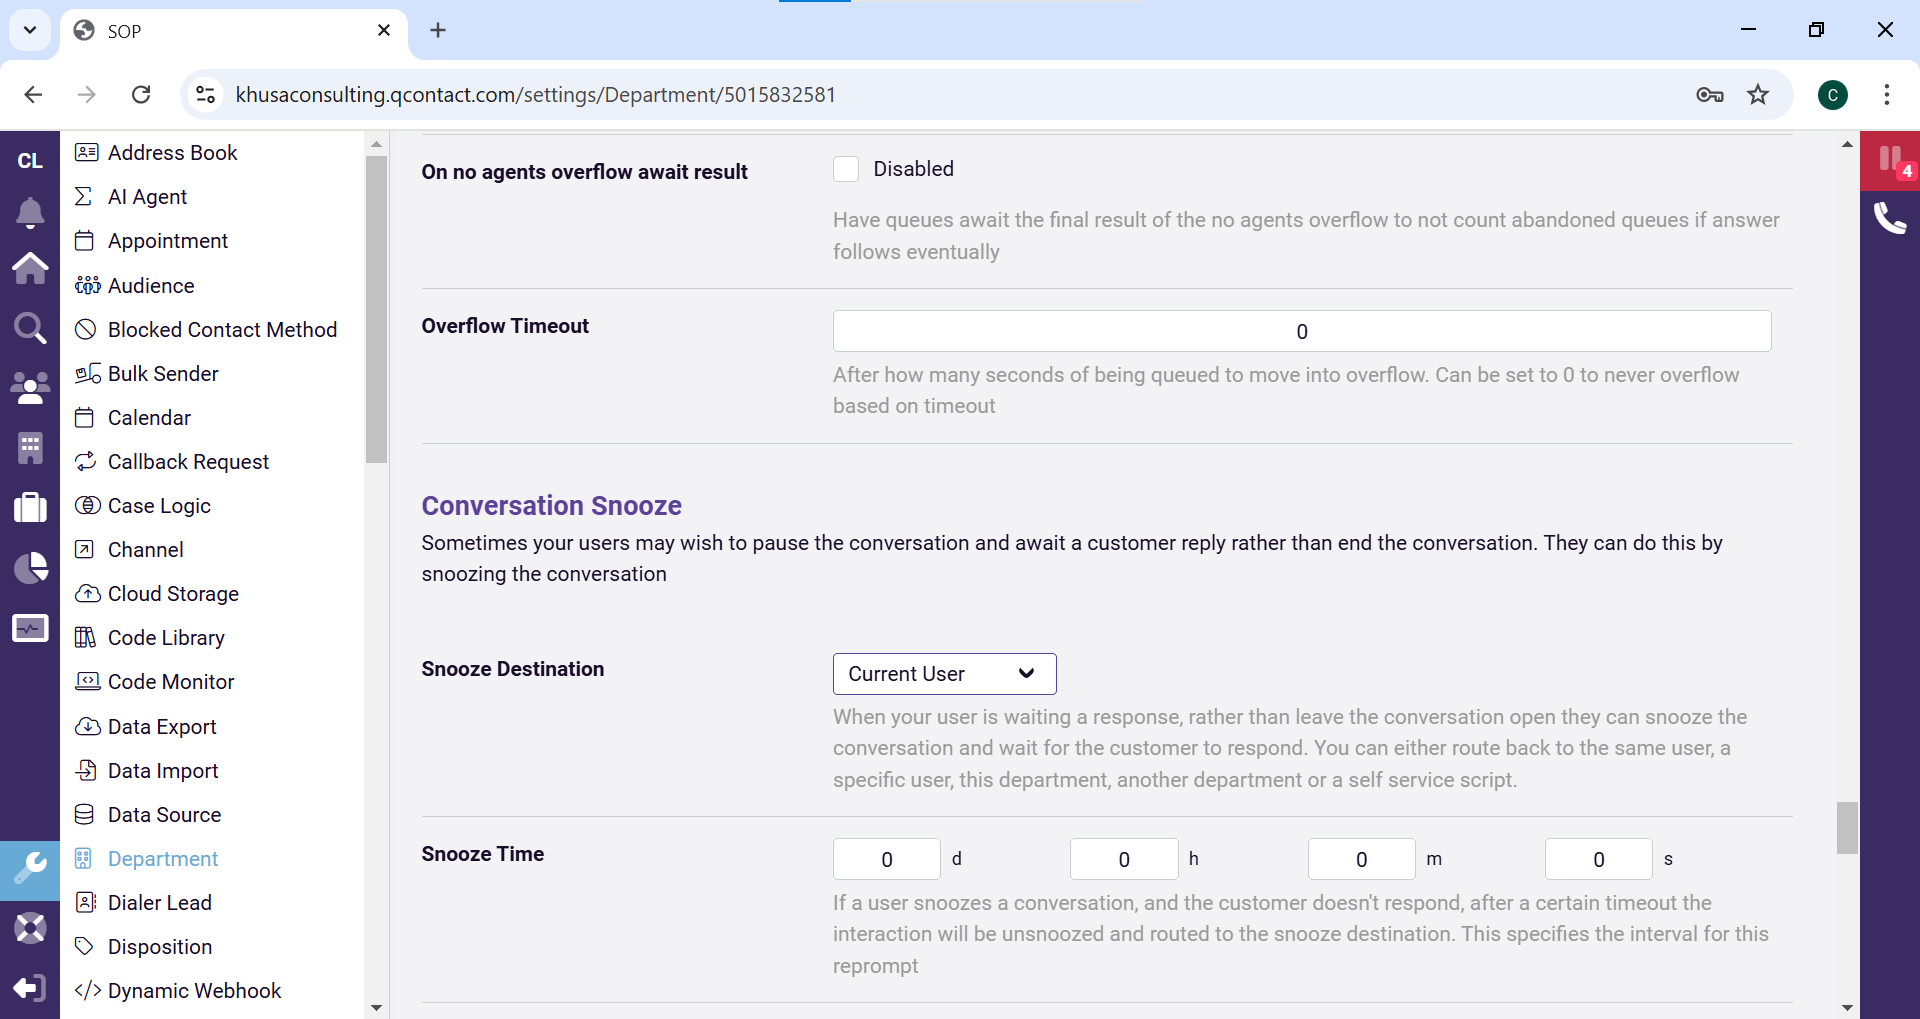 SOP
khusaconsulting.qcontact.com/settings/Department/5015832581
C
CL
Address Book
AI Agent
Appointment
Audience
Blocked Contact Method
Bulk Sender
Calendar
Callback Request
Case Logic
Channel
Cloud Storage
Code Library
Code Monitor
Data Export
Data Import
Data Source
Department
Dialer Lead
Disposition
Dynamic Webhook
On no agents overflow await result
Disabled
Have queues await the final result of the no agents overflow to not count abandoned queues if answer
follows eventually
Overflow Timeout
0
After how many seconds of being queued to move into overflow. Can be set to 0 to never overflow
based on timeout
Conversation Snooze
Sometimes your users may wish to pause the conversation and await a customer reply rather than end the conversation. They can do this by
snoozing the conversation
Snooze Destination
Current User
When your user is waiting a response, rather than leave the conversation open they can snooze the
conversation and wait for the customer to respond. You can either route back to the same user, a
specific user, this department, another department or a self service script.
Snooze Time
0 d 0 h 0 m 0 s
If a user snoozes a conversation, and the customer doesn't respond, after a certain timeout the
interaction will be unsnoozed and routed to the snooze destination. This specifies the interval for this
reprompt
4